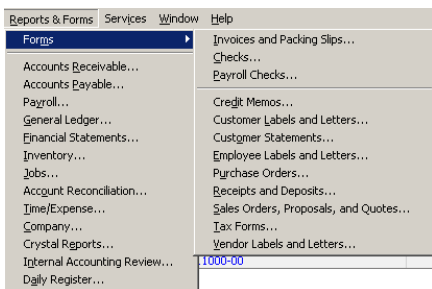 Reports & Forms Services Window Help
Forms
Accounts Receivable...
Accounts Payable...
Payroll...
General Ledger...
Financial Statements...
Inventory...
Jobs...
Account Reconciliation...
Time/Expense...
Company...
Crystal Reports...
Internal Accounting Review...
Daily Register...
Invoices and Packing Slips...
Checks...
Payroll Checks...
Credit Memos...
Customer Labels and Letters...
Customer Statements...
Employee Labels and Letters...
Purchase Orders...
Receipts and Deposits...
Sales Orders, Proposals, and Quotes...
Tax Forms...
Vendor Labels and Letters...
1000-00